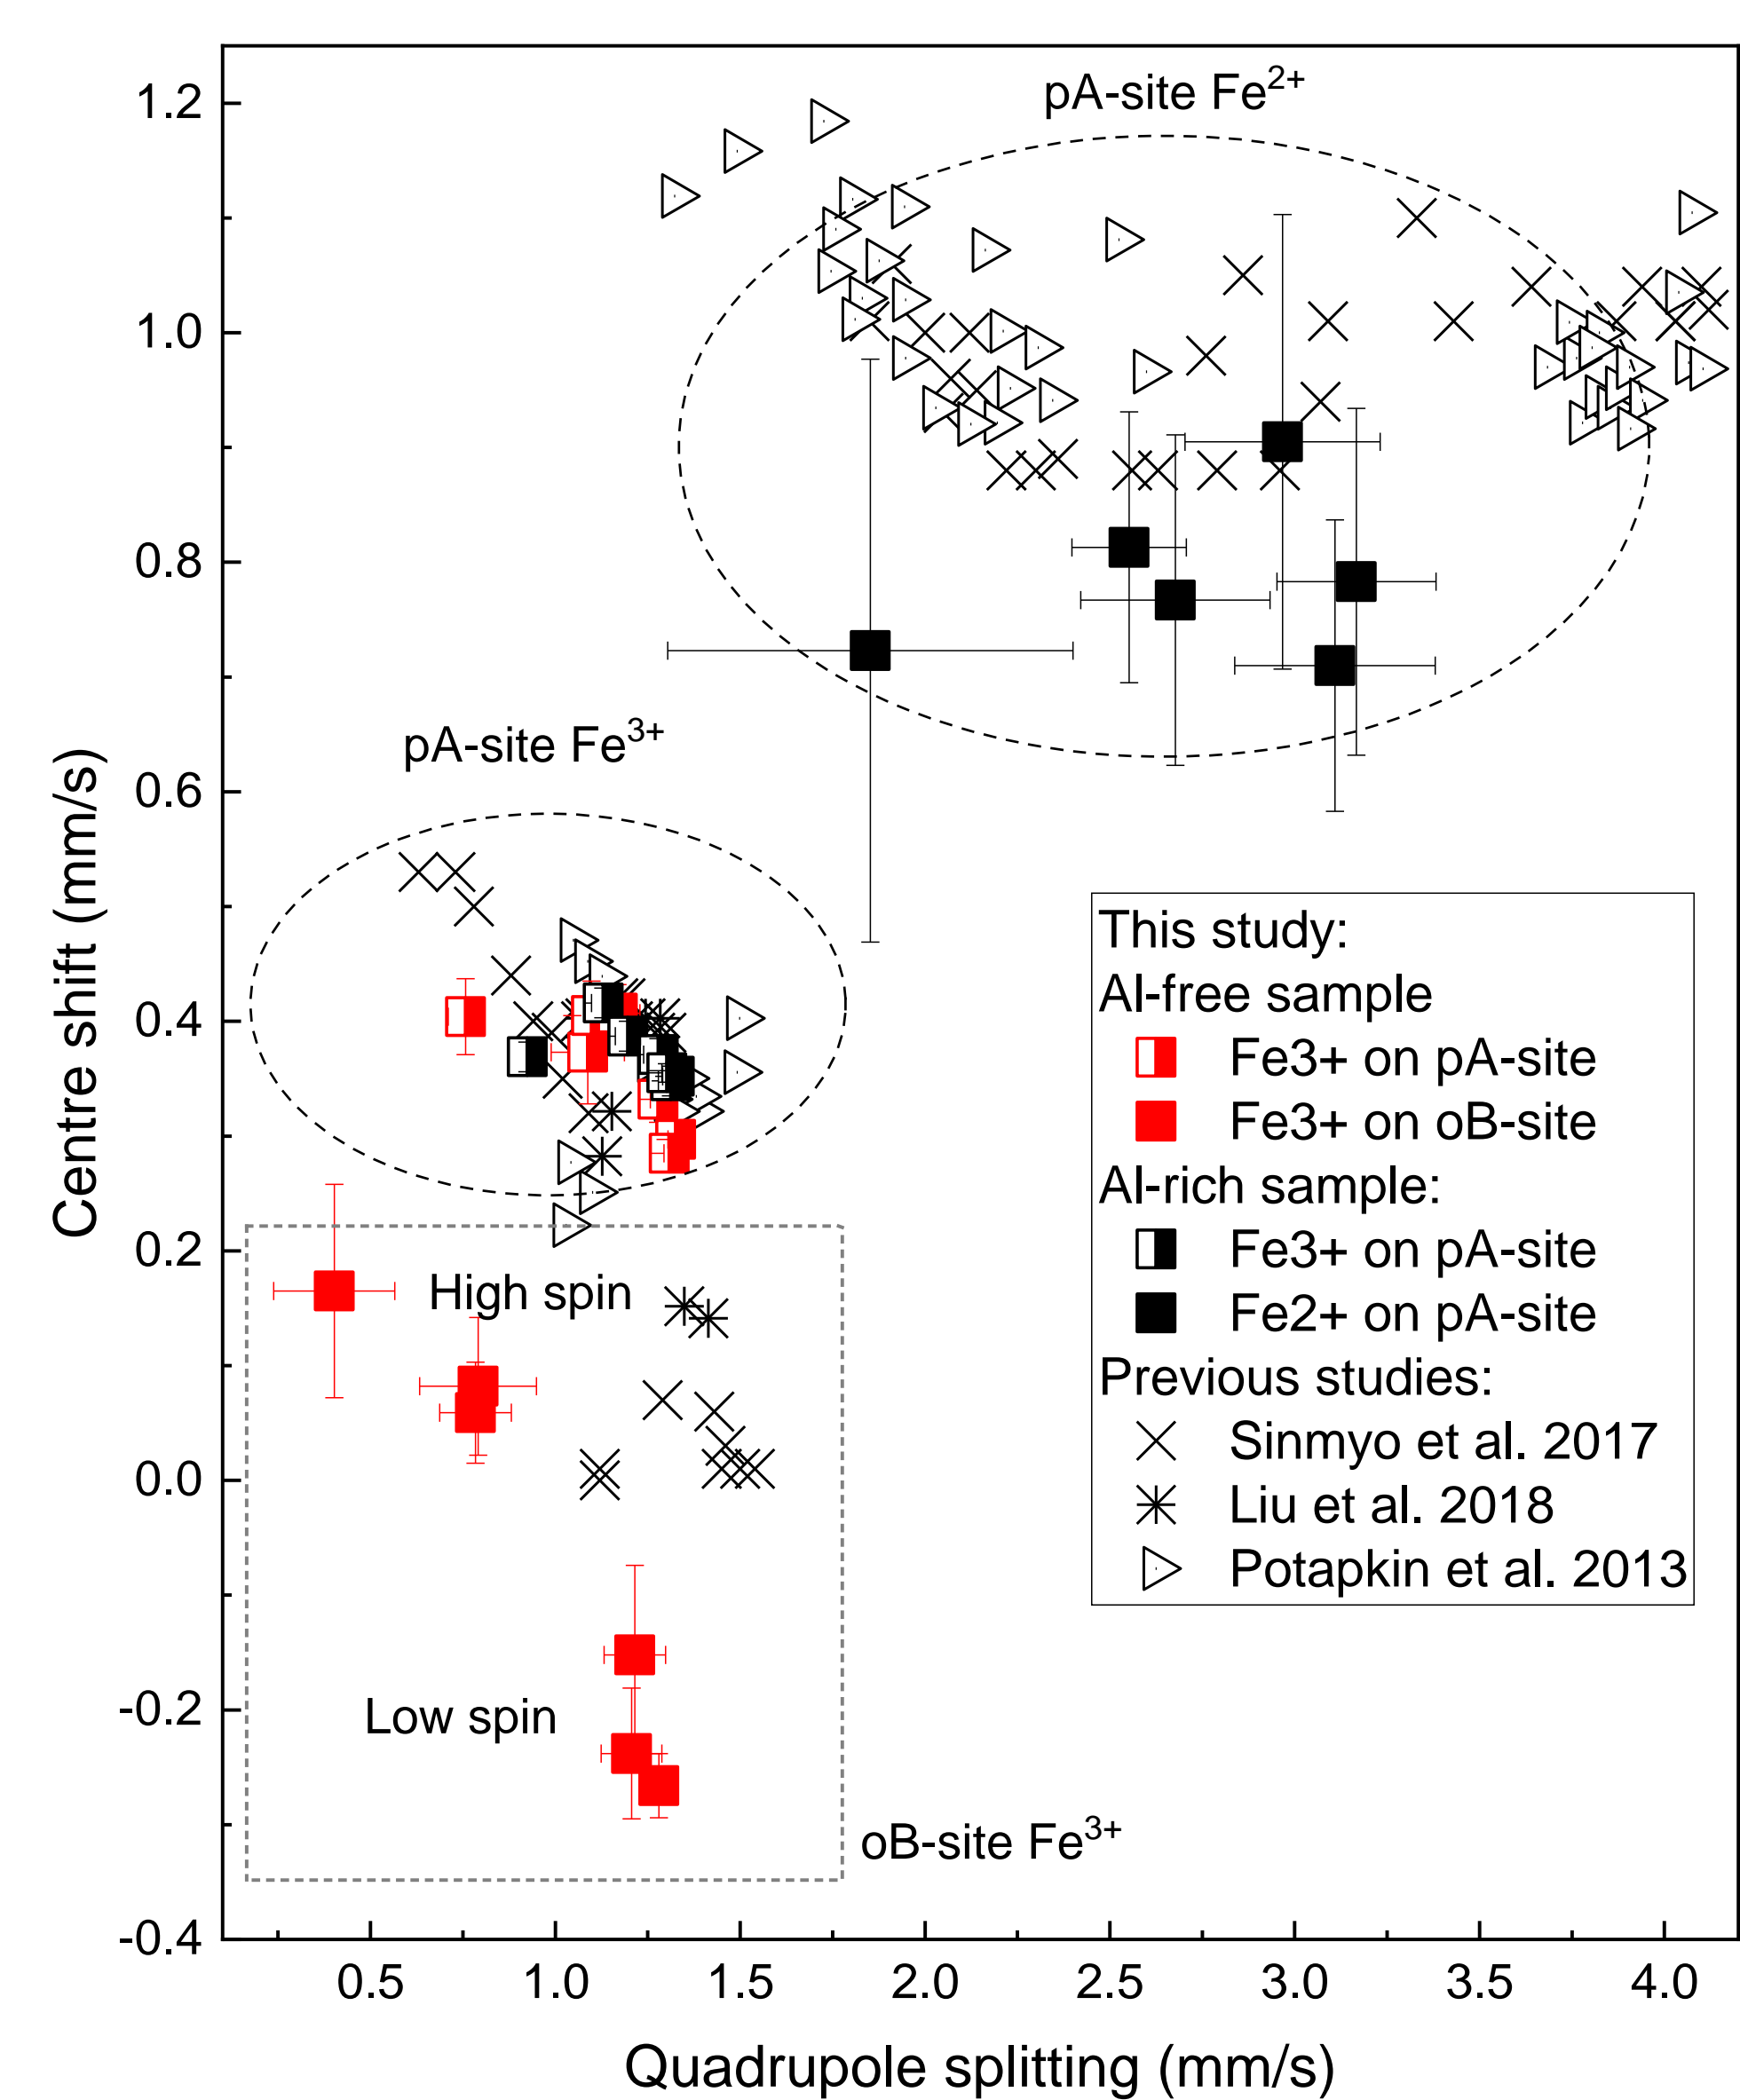 pA-site Fe2+
1.2
1.0
0.8
pA-site Fe3+
0.6
Centre shift (mm/s)
This study:
Al-free sample
0.4
Fe3+ on pA-site
Fe3+ on oB-site
Al-rich sample:
0.2
High spin
Fe3+ on pA-site
Fe2+ on pA-site
Previous studies:
Sinmyo et al. 2017
0.0
Liu et al. 2018
Potapkin et al. 2013
-0.2
Low spin
oB-site Fe3+
-0.4
0.5 1.0 1.5 2.0 2.5 3.0 3.5 4.0
Quadrupole splitting (mm/s)